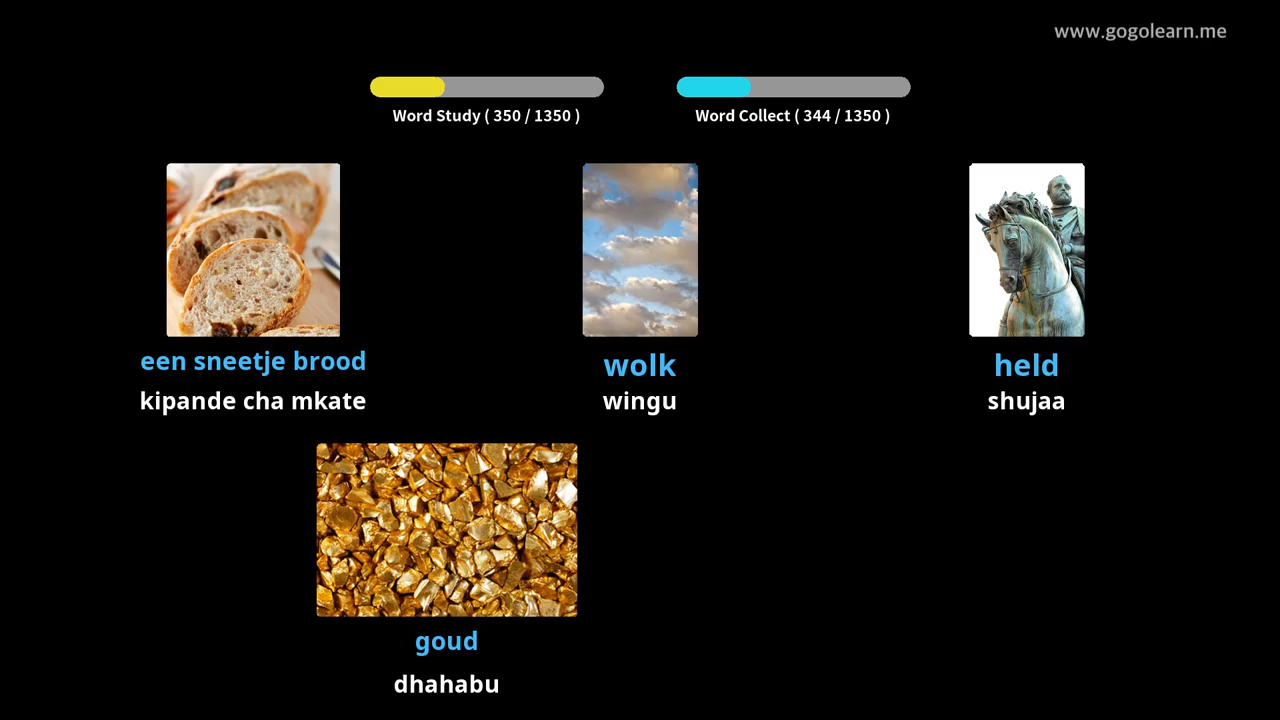 www.gogolearn.me
Word Study ( 350 / 1350 )
Word Collect ( 344 / 1350 )
een sneetje brood
kipande cha mkate
wolk
wingu
held
shujaa
goud
dhahabu